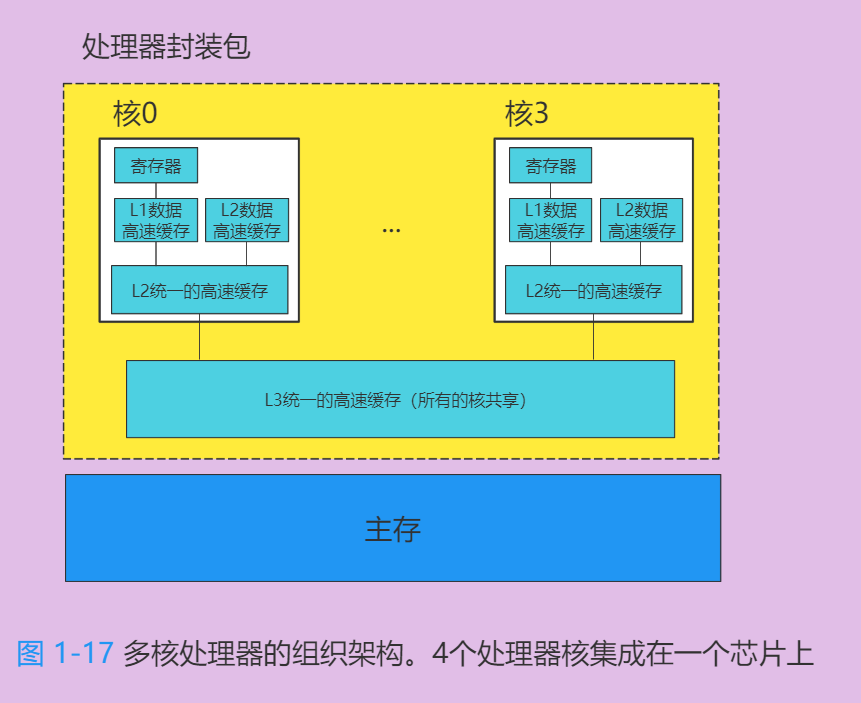 处理器封装包
核0
核3
寄存器
寄存器
L1数据
高速缓存
L2数据
高速缓存
...
L1数据
高速缓存
L2数据
高速缓存
L2统一的高速缓存
L2统一的高速缓存
L3统一的高速缓存（所有的核共享）
主存
图 1-17 多核处理器的组织架构。4个处理器核集成在一个芯片上